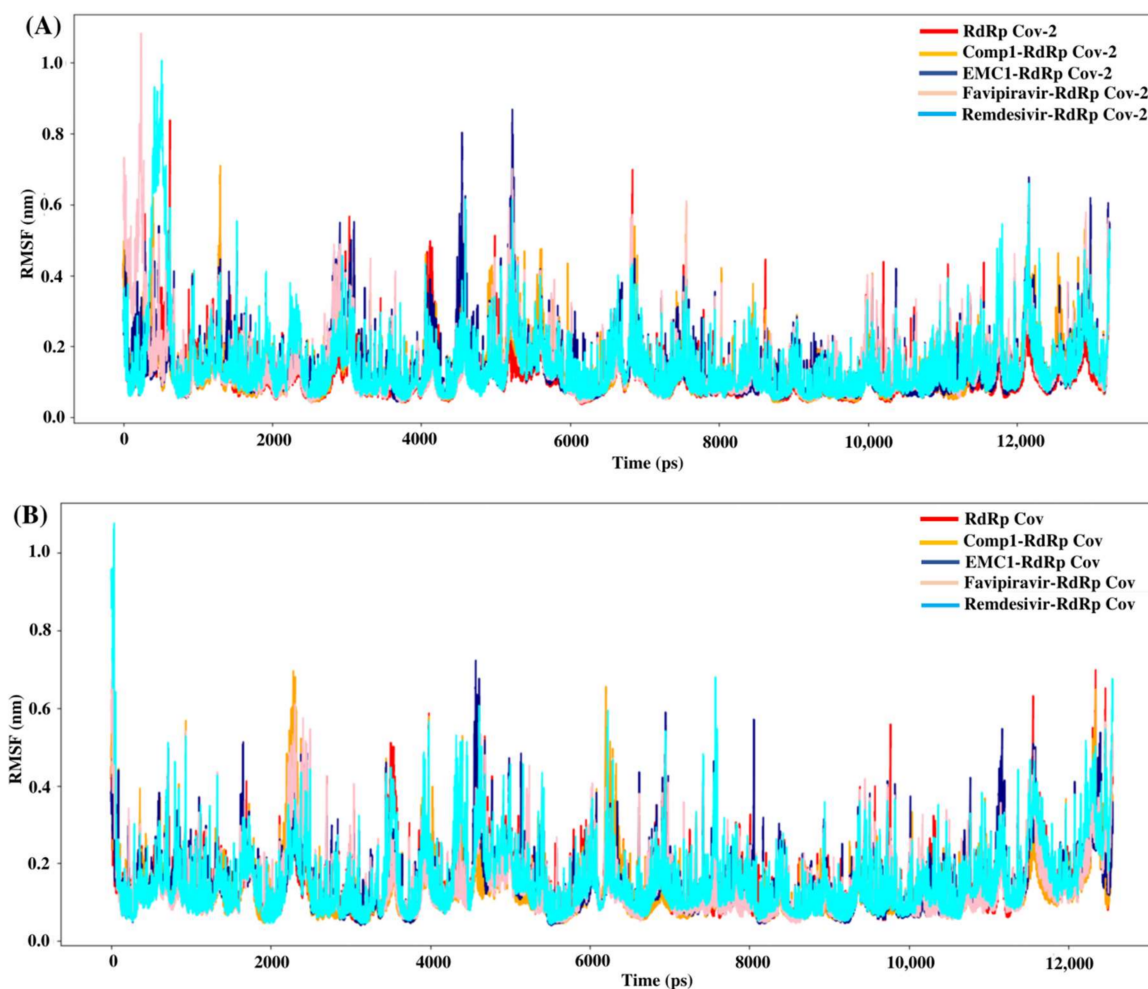 (A)
RdRp Cov-2
Comp1-RdRp Cov-2
EMC1-RdRp Cov-2
Favipiravir-RdRp Cov-2
Remdesivir-RdRp Cov-2
1.0
0.8
0.6
0.4
0.2
0.0
RMSF (nm)
0 2000 4000 6000 8000 10,000 12,000
Time (ps)
(B)
RdRp Cov
Comp1-RdRp Cov
EMC1-RdRp Cov
Favipiravir-RdRp Cov
Remdesivir-RdRp Cov
1.0
0.8
0.6
0.4
0.2
0.0
RMSF (nm)
0 2000 4000 6000 8000 10,000 12,000
Time (ps)